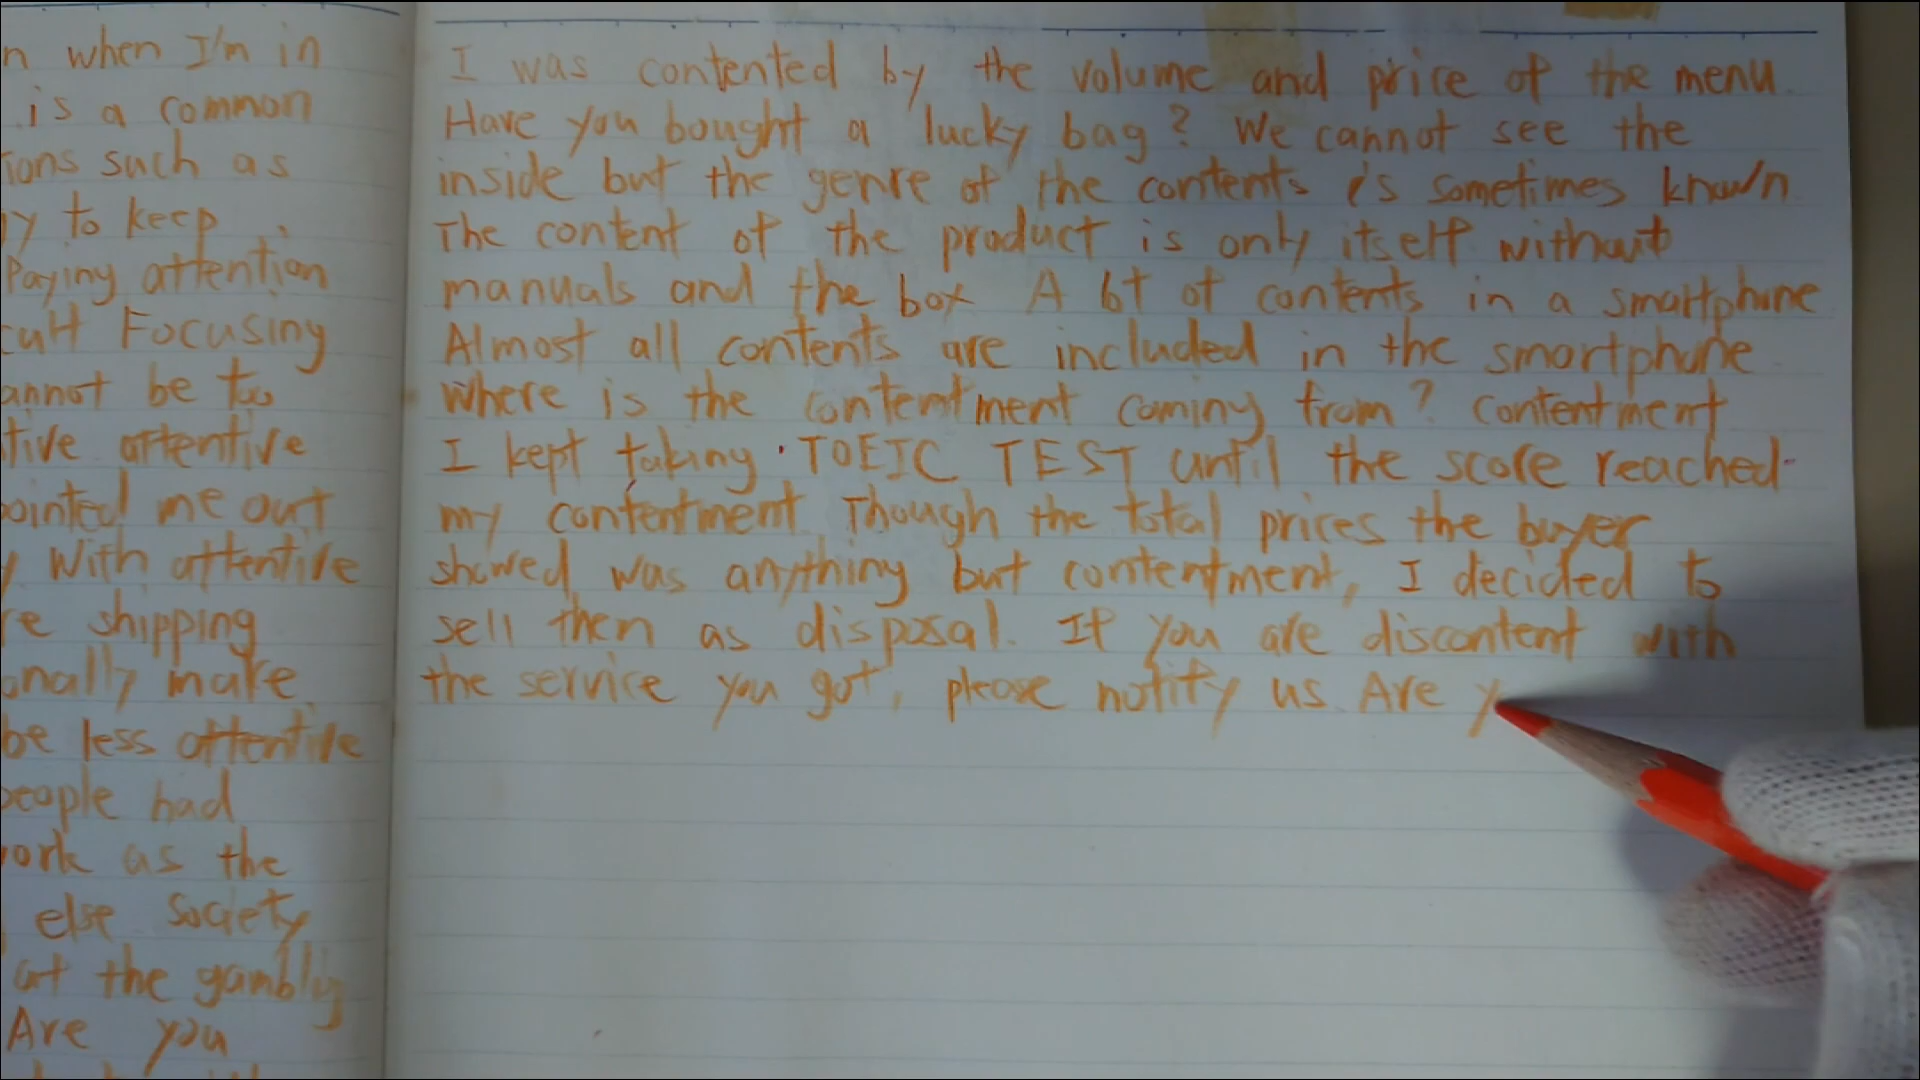 n when I'm in
is a common
ions such as
y to keep
Paying attention
cult Focusing
annot be too
tive attentive
ointed me out
y With attentive
re shipping
onally make
be less attentive
people had
work as the
else society
at the gambling
Are you
I was contented by the volume and price of the menu
Have you bought a lucky bag? We cannot see the
inside but the genre of the contents is sometimes known
The content of the product is only itself without
manuals and the box A lot of contents in a smartphone
Almost all contents are included in the smartphone
Where is the contentment coming from? Contentment
I kept taking TOEIC TEST until the score reached
my contentment Though the total prices the buyer
showed was anything but contentment, I decided to
sell them as disposal. If you are discontent with
the service you got, please notify us Are y